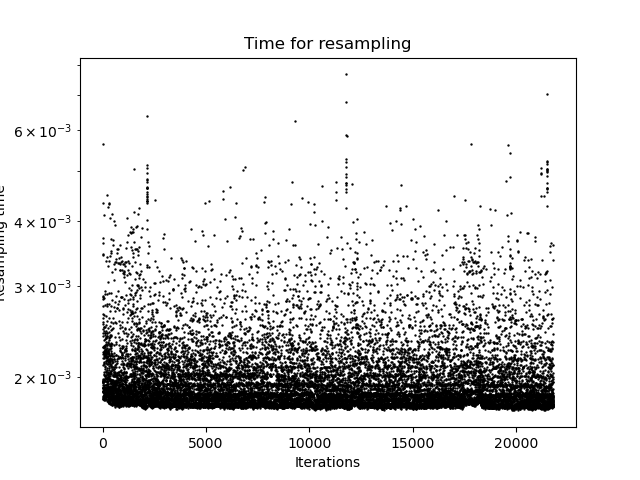 Time for resampling
6 × 10⁻³
4 × 10⁻³
3 × 10⁻³
2 × 10⁻³
Resampling time
0 5000 10000 15000 20000
Iterations